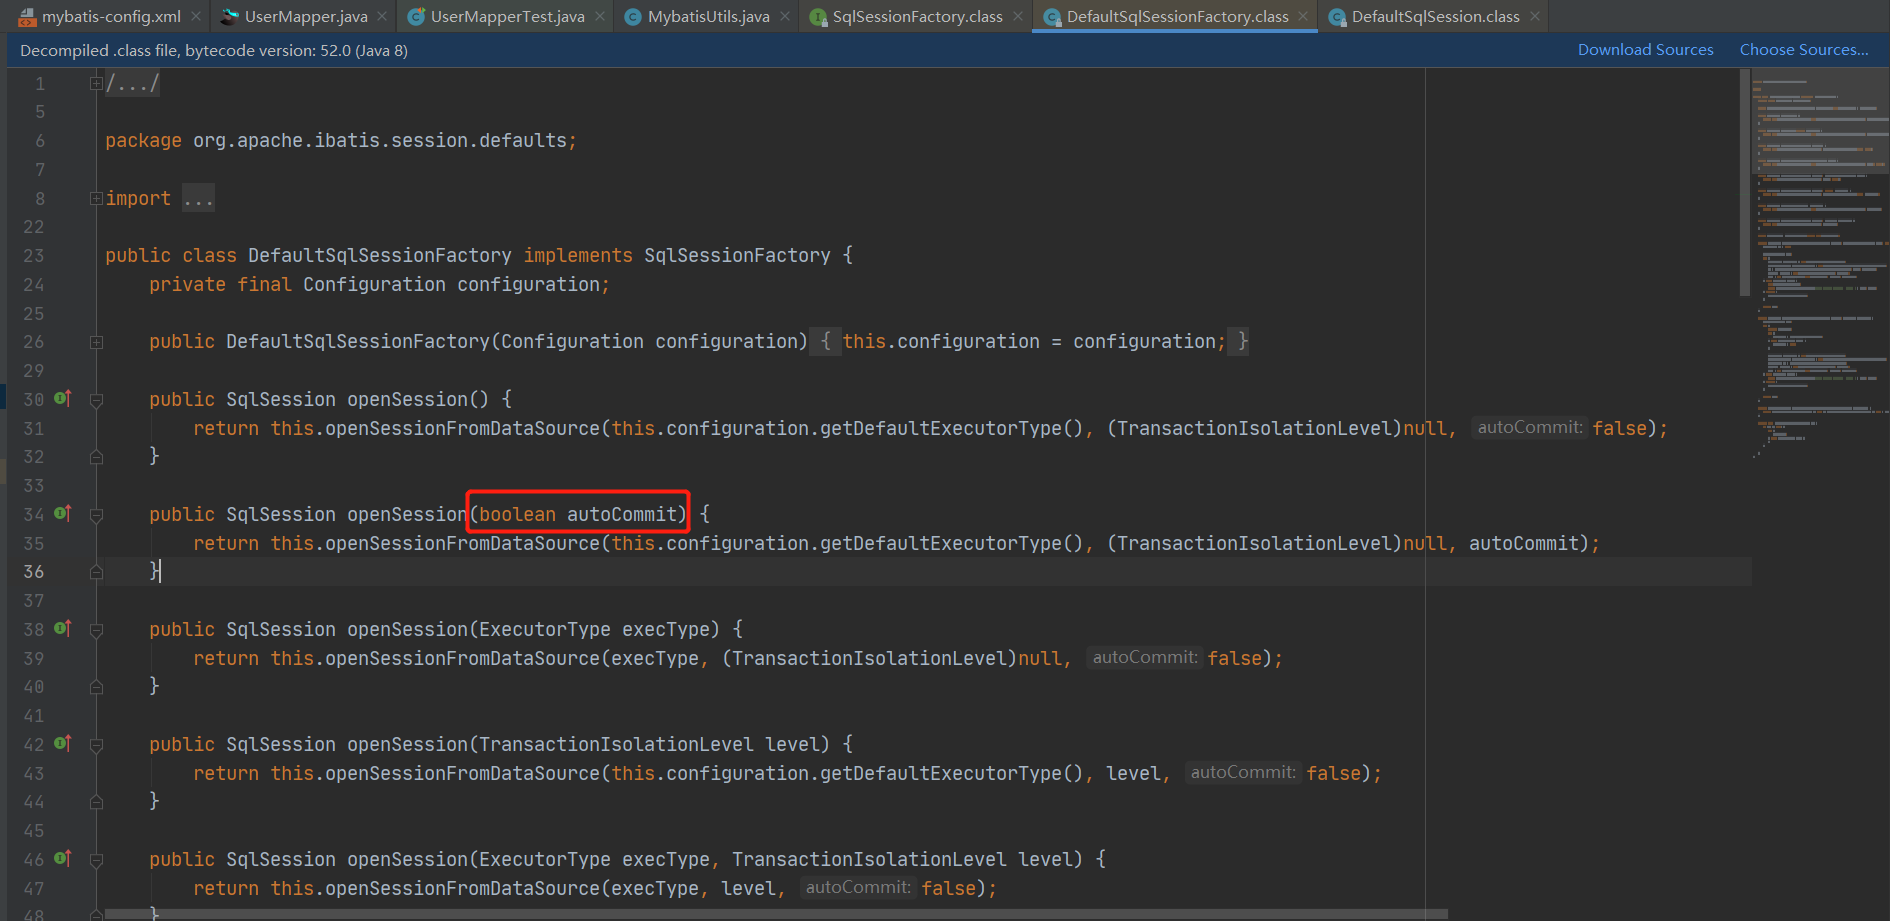 mybatis-config.xml UserMapper.java UserMapperTest.java MybatisUtils.java SqlSessionFactory.class DefaultSqlSessionFactory.class DefaultSqlSession.class
Decompiled .class file, bytecode version: 52.0 (Java 8) Download Sources Choose Sources...
1 /.../
5
6 package org.apache.ibatis.session.defaults;
7
8 import ...
22
23 public class DefaultSqlSessionFactory implements SqlSessionFactory {
24     private final Configuration configuration;
25
26     public DefaultSqlSessionFactory(Configuration configuration) { this.configuration = configuration; }
29
30     public SqlSession openSession() {
31         return this.openSessionFromDataSource(this.configuration.getDefaultExecutorType(), (TransactionIsolationLevel)null, autoCommit: false);
32     }
33
34     public SqlSession openSession(boolean autoCommit) {
35         return this.openSessionFromDataSource(this.configuration.getDefaultExecutorType(), (TransactionIsolationLevel)null, autoCommit);
36     }
37
38     public SqlSession openSession(ExecutorType execType) {
39         return this.openSessionFromDataSource(execType, (TransactionIsolationLevel)null, autoCommit: false);
40     }
41
42     public SqlSession openSession(TransactionIsolationLevel level) {
43         return this.openSessionFromDataSource(this.configuration.getDefaultExecutorType(), level, autoCommit: false);
44     }
45
46     public SqlSession openSession(ExecutorType execType, TransactionIsolationLevel level) {
47         return this.openSessionFromDataSource(execType, level, autoCommit: false);
48     }